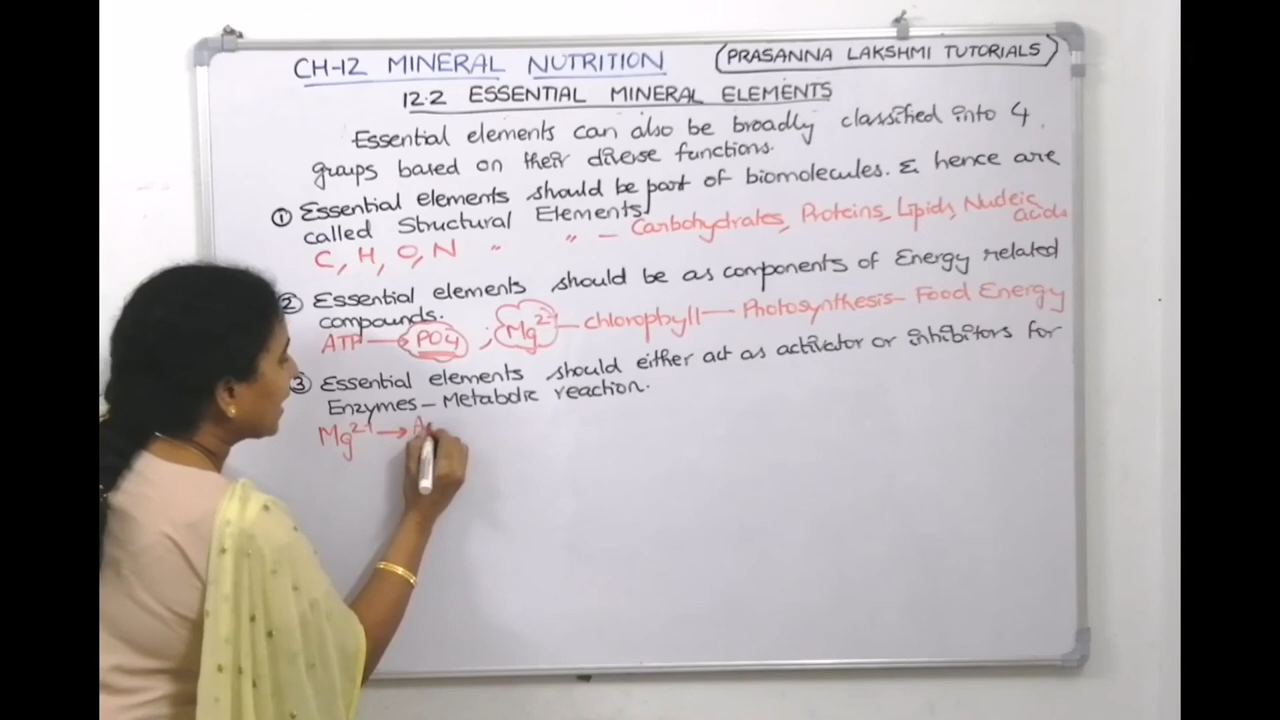 CH-12 MINERAL NUTRITION
PRASANNA LAKSHMI TUTORIALS
12.2 ESSENTIAL MINERAL ELEMENTS
Essential elements can also be broadly classified into 4
groups based on their diverse functions.
① Essential elements should be part of biomolecules. & hence are
called Structural Elements.
C, H, O, N " " – Carbohydrates, Proteins, Lipids, Nucleic acids
② Essential elements should be as components of Energy related
compounds.
ATP → PO4 ; Mg²⁺ – chlorophyll – Photosynthesis – Food Energy
③ Essential elements should either act as activator or inhibitors for
Enzymes – Metabolic reaction.
Mg²⁺ → A